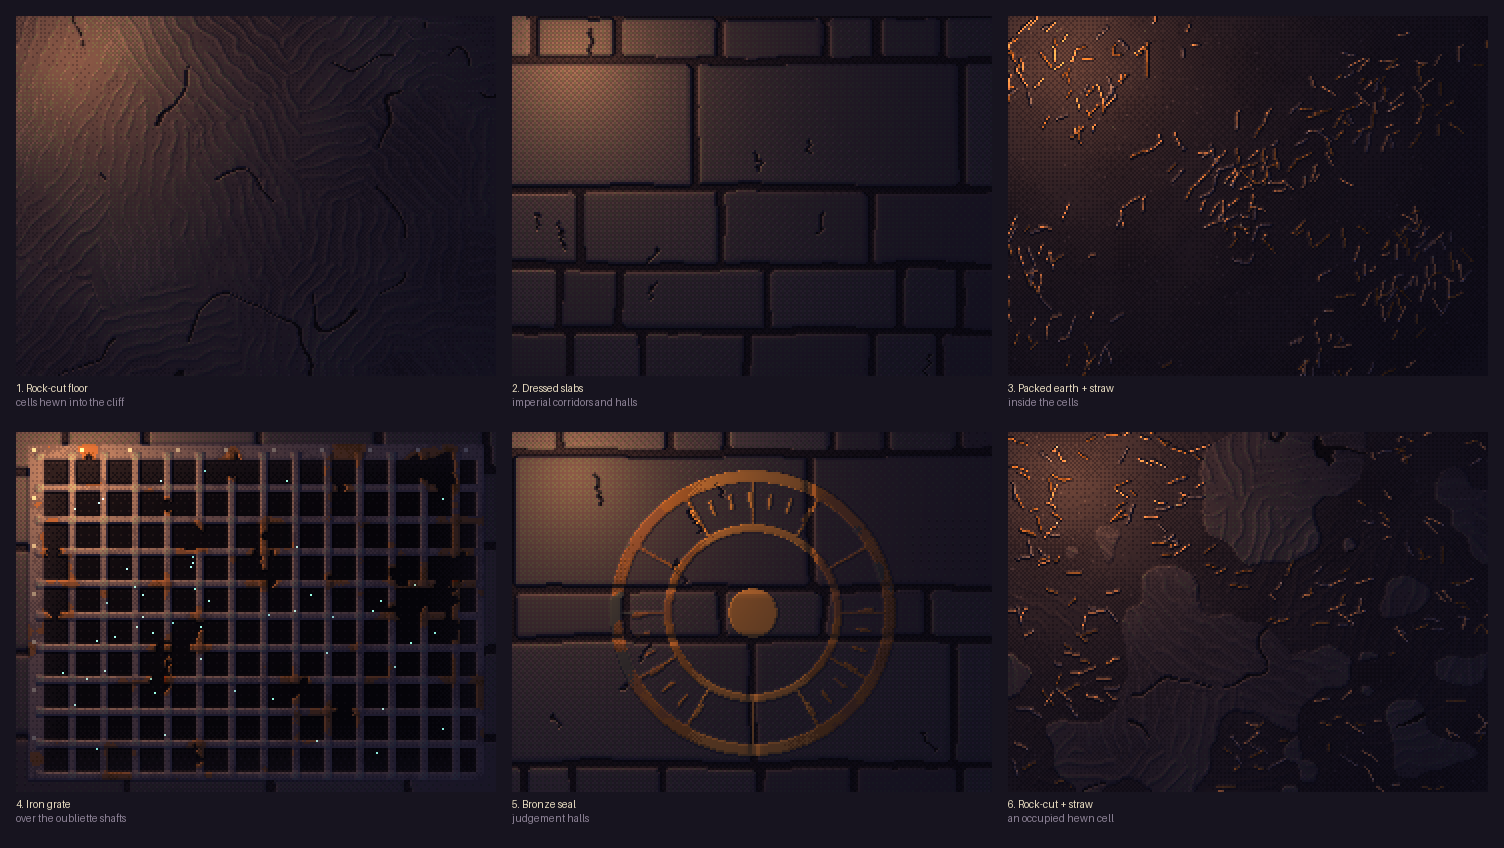 1. Rock-cut floor
cells hewn into the cliff
2. Dressed slabs
imperial corridors and halls
3. Packed earth + straw
inside the cells
4. Iron grate
over the oubliette shafts
5. Bronze seal
judgement halls
6. Rock-cut + straw
an occupied hewn cell